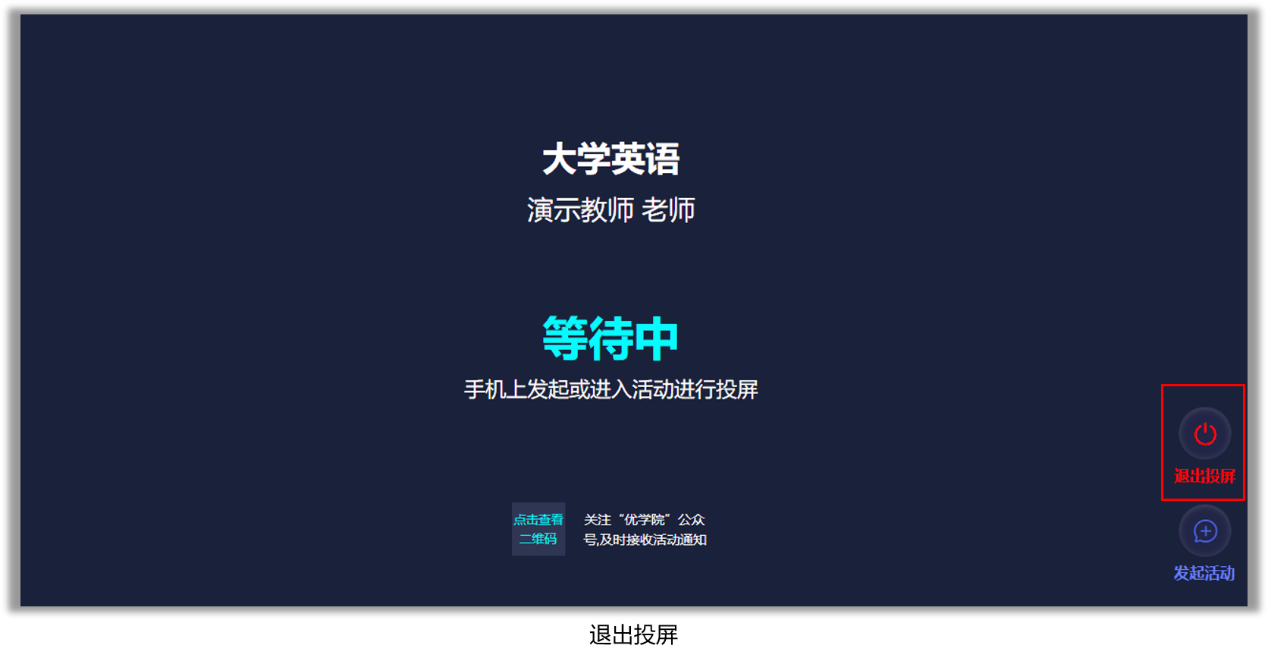 大学英语
演示教师 老师
等待中
手机上发起或进入活动进行投屏
退出投屏
点击查看
二维码
关注“优学院”公众
号,及时接收活动通知
发起活动
退出投屏